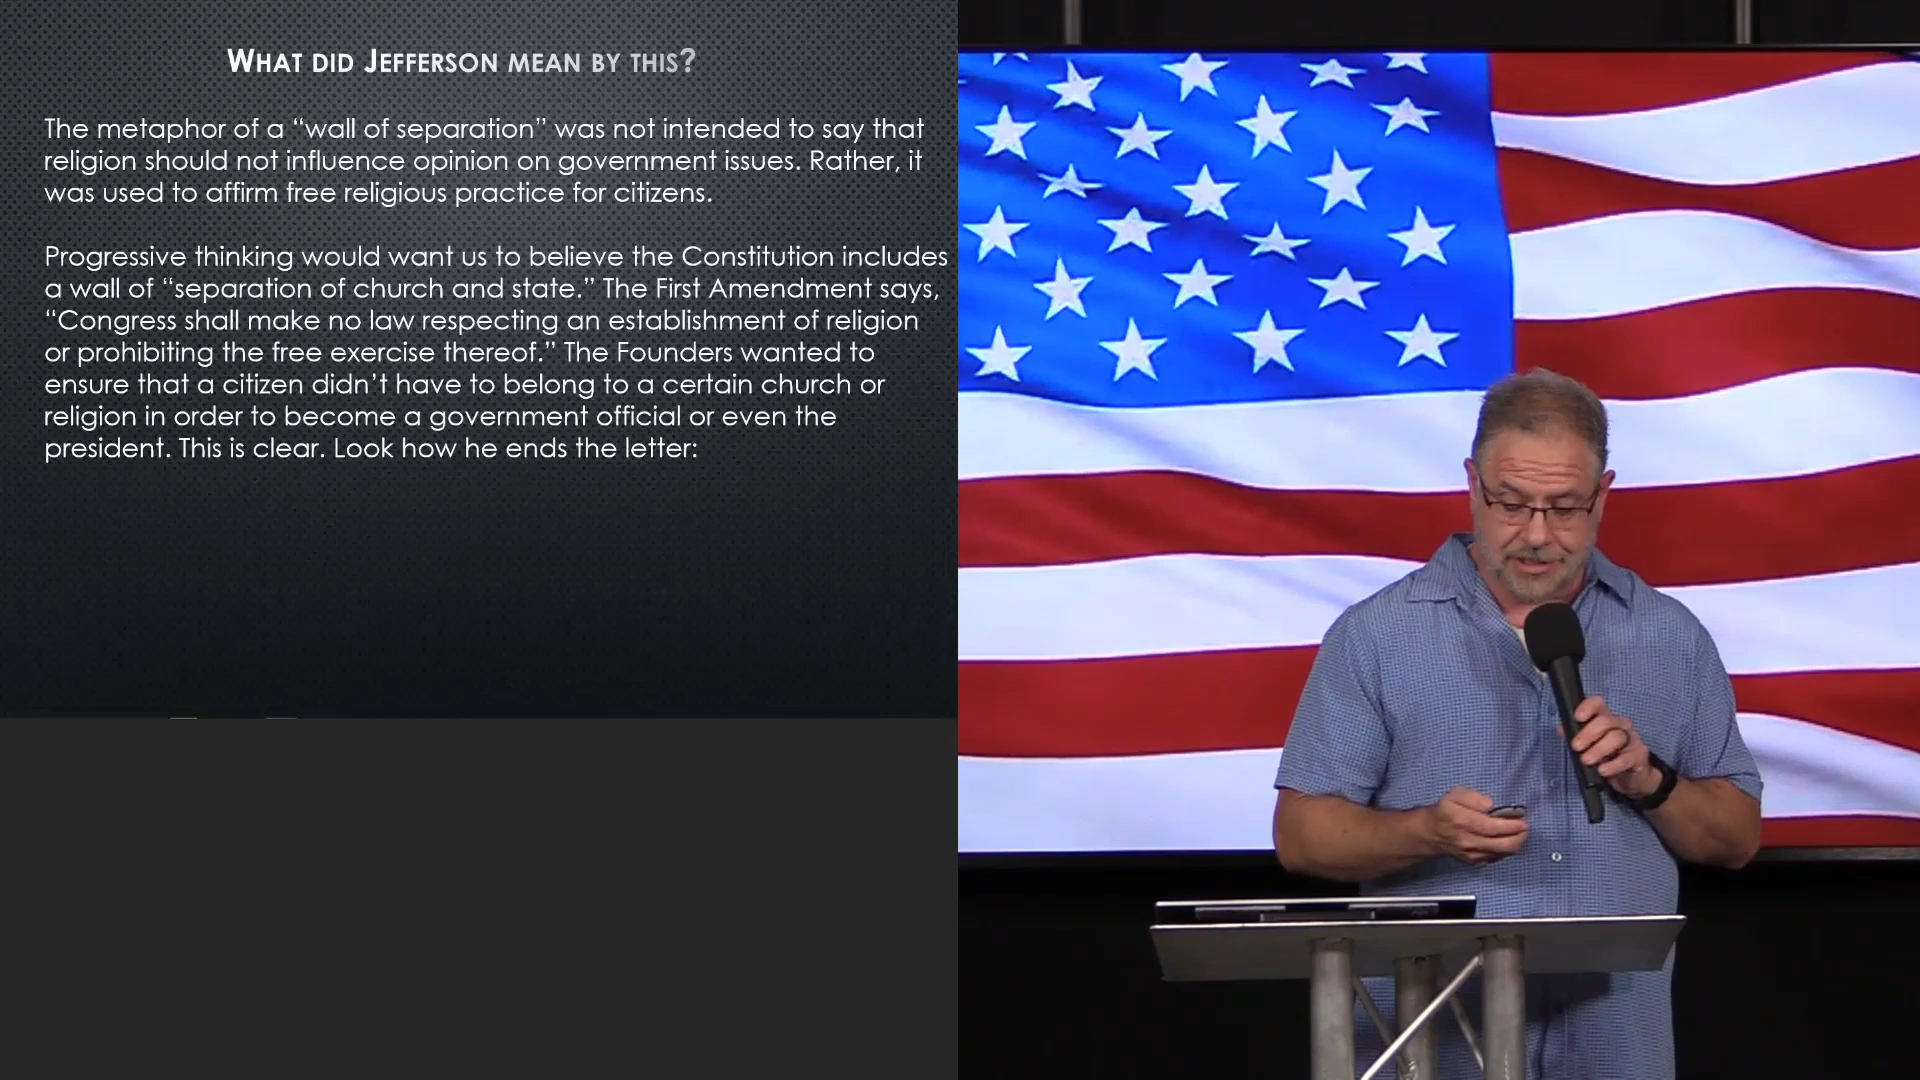 What did Jefferson mean by this?
The metaphor of a “wall of separation” was not intended to say that
religion should not influence opinion on government issues. Rather, it
was used to affirm free religious practice for citizens.
Progressive thinking would want us to believe the Constitution includes
a wall of “separation of church and state.” The First Amendment says,
“Congress shall make no law respecting an establishment of religion
or prohibiting the free exercise thereof.” The Founders wanted to
ensure that a citizen didn’t have to belong to a certain church or
religion in order to become a government official or even the
president. This is clear. Look how he ends the letter: